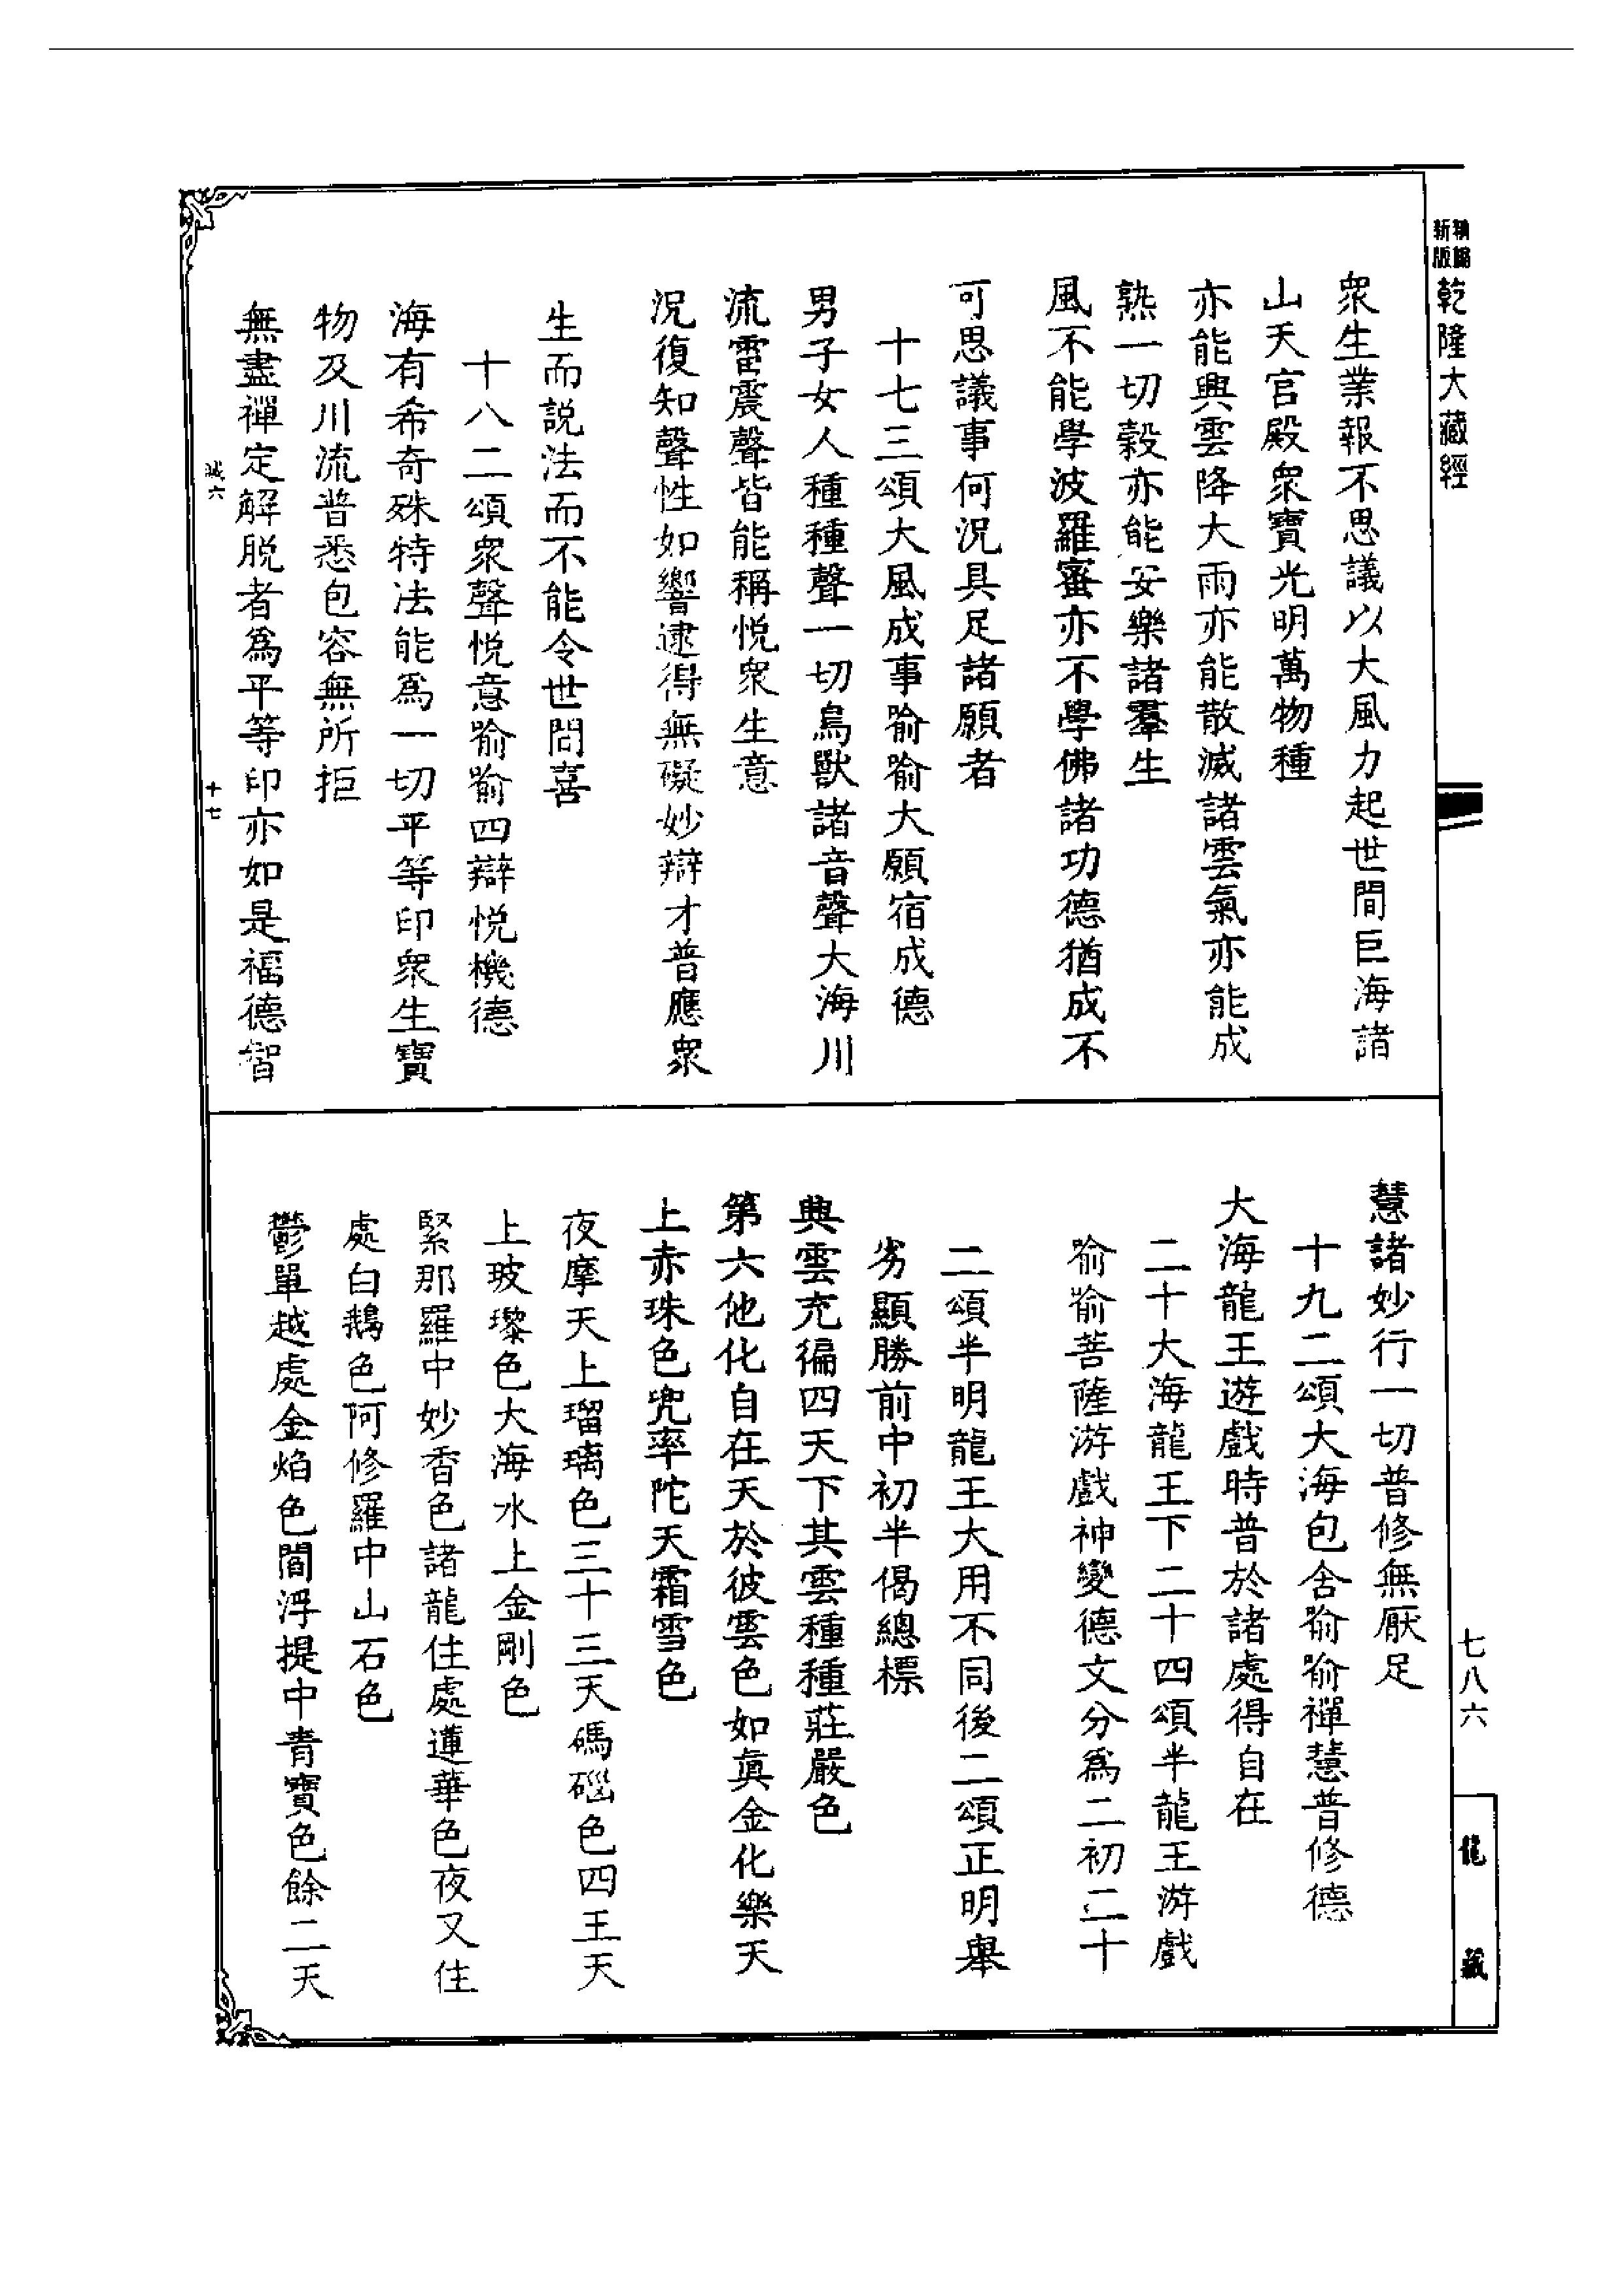 新版精縮
乾隆大藏經
衆生業報不思議以大風力起世間巨海諸
山天宮殿衆寶光明萬物種
亦能興雲降大雨亦能散滅諸雲氣亦能成
熟一切穀亦能安樂諸羣生
風不能學波羅蜜亦不學佛諸功德猶成不
可思議事何況具足諸願者
十七三頌大風成事喻喻大願宿成德
男子女人種種聲一切鳥獸諸音聲大海川
流雷震聲皆能稱悅衆生意
況復知聲性如響逮得無礙妙辯才普應衆
生而說法而不能令世間喜
十八二頌衆聲悅意喻喻四辯悅機德
海有希奇殊特法能爲一切平等印衆生寶
物及川流普悉包容無所拒
無盡禪定解脫者爲平等印亦如是福德智
誠六
十七
慧諸妙行一切普修無厭足
十九二頌大海包含喻喻禪慧普修德
大海龍王遊戲時普於諸處得自在
二十大海龍王下二十四頌半龍王游戲
喻喻菩薩游戲神變德文分爲二初二十
二頌半明龍王大用不同後二頌正明舉
劣顯勝前中初半偈總標
典雲充徧四天下其雲種種莊嚴色
第六他化自在天於彼雲色如眞金化樂天
上赤珠色兜率陀天霜雪色
夜摩天上瑠璃色三十三天碼碯色四王天
上玻瓈色大海水上金剛色
緊那羅中妙香色諸龍住處蓮華色夜叉住
處白鵝色阿修羅中山石色
鬱單越處金焰色閻浮提中青寶色餘二天
七八六
龍藏